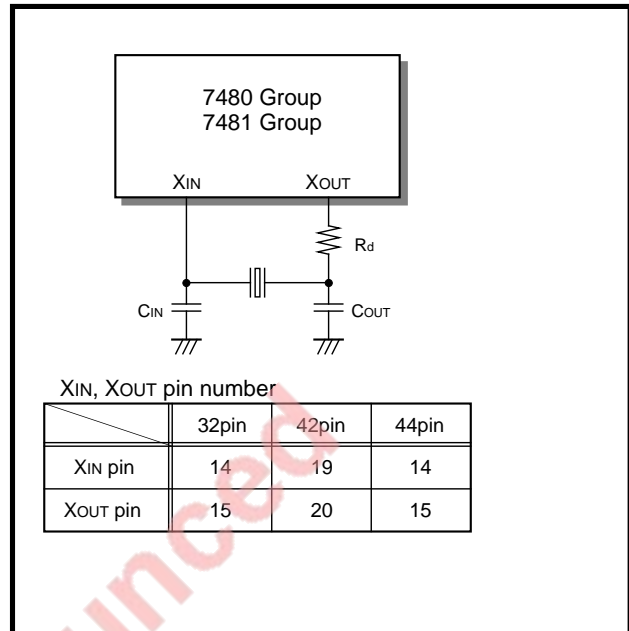 7480 Group
7481 Group
XIN XOUT
Rd
CIN COUT
XIN, XOUT pin number
32pin 42pin 44pin
XIN pin 14 19 14
XOUT pin 15 20 15
unced